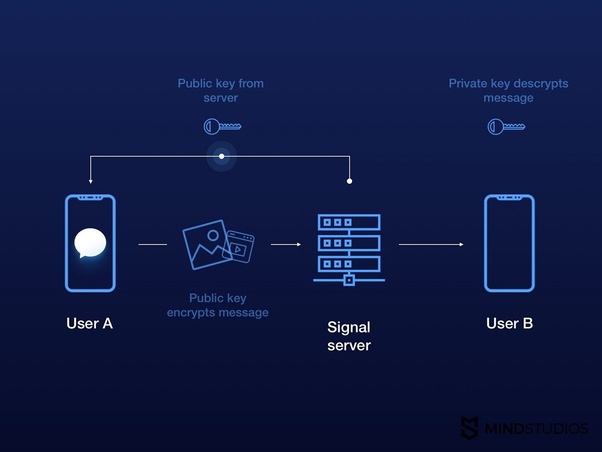 Public key from
server
Private key descrypts
message
Public key
encrypts message
User A
Signal
server
User B
MINDSTUDIOS